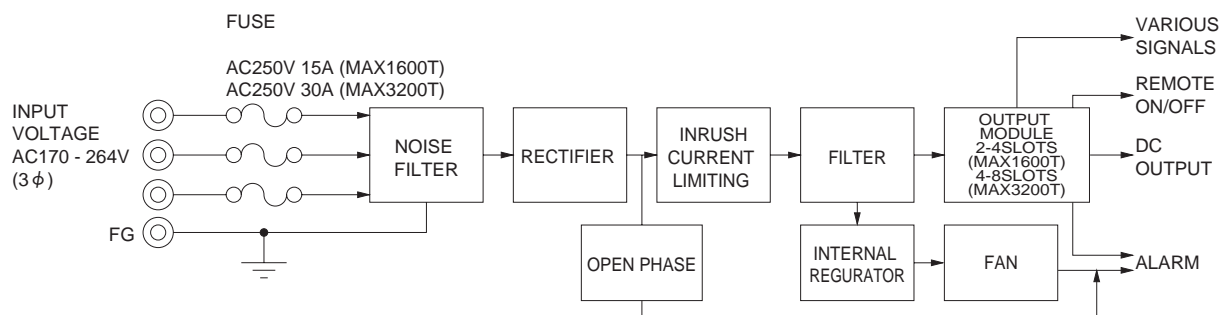 FUSE
AC250V 15A (MAX1600T)
AC250V 30A (MAX3200T)
INPUT
VOLTAGE
AC170 - 264V
(3φ)
FG
NOISE
FILTER
RECTIFIER
INRUSH
CURRENT
LIMITING
FILTER
OUTPUT
MODULE
2-4SLOTS
(MAX1600T)
4-8SLOTS
(MAX3200T)
VARIOUS
SIGNALS
REMOTE
ON/OFF
DC
OUTPUT
OPEN PHASE
INTERNAL
REGURATOR
FAN
ALARM